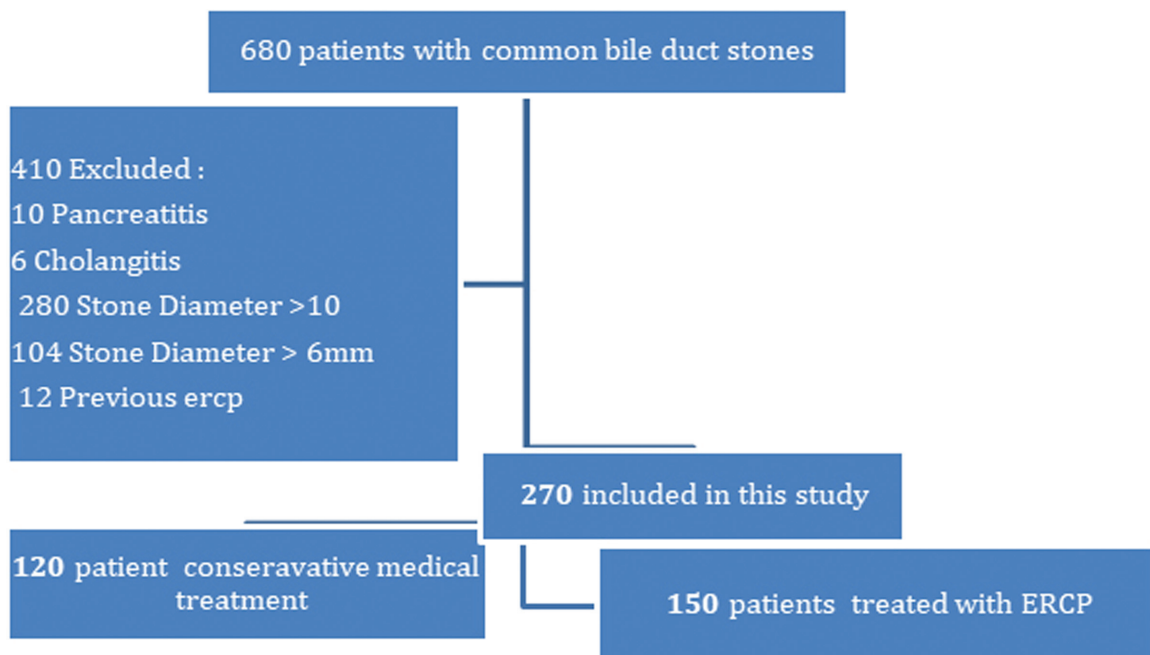 680 patients with common bile duct stones
410 Excluded :
10 Pancreatitis
6 Cholangitis
280 Stone Diameter >10
104 Stone Diameter > 6mm
12 Previous ercp
270 included in this study
120 patient conseravative medical
treatment
150 patients treated with ERCP